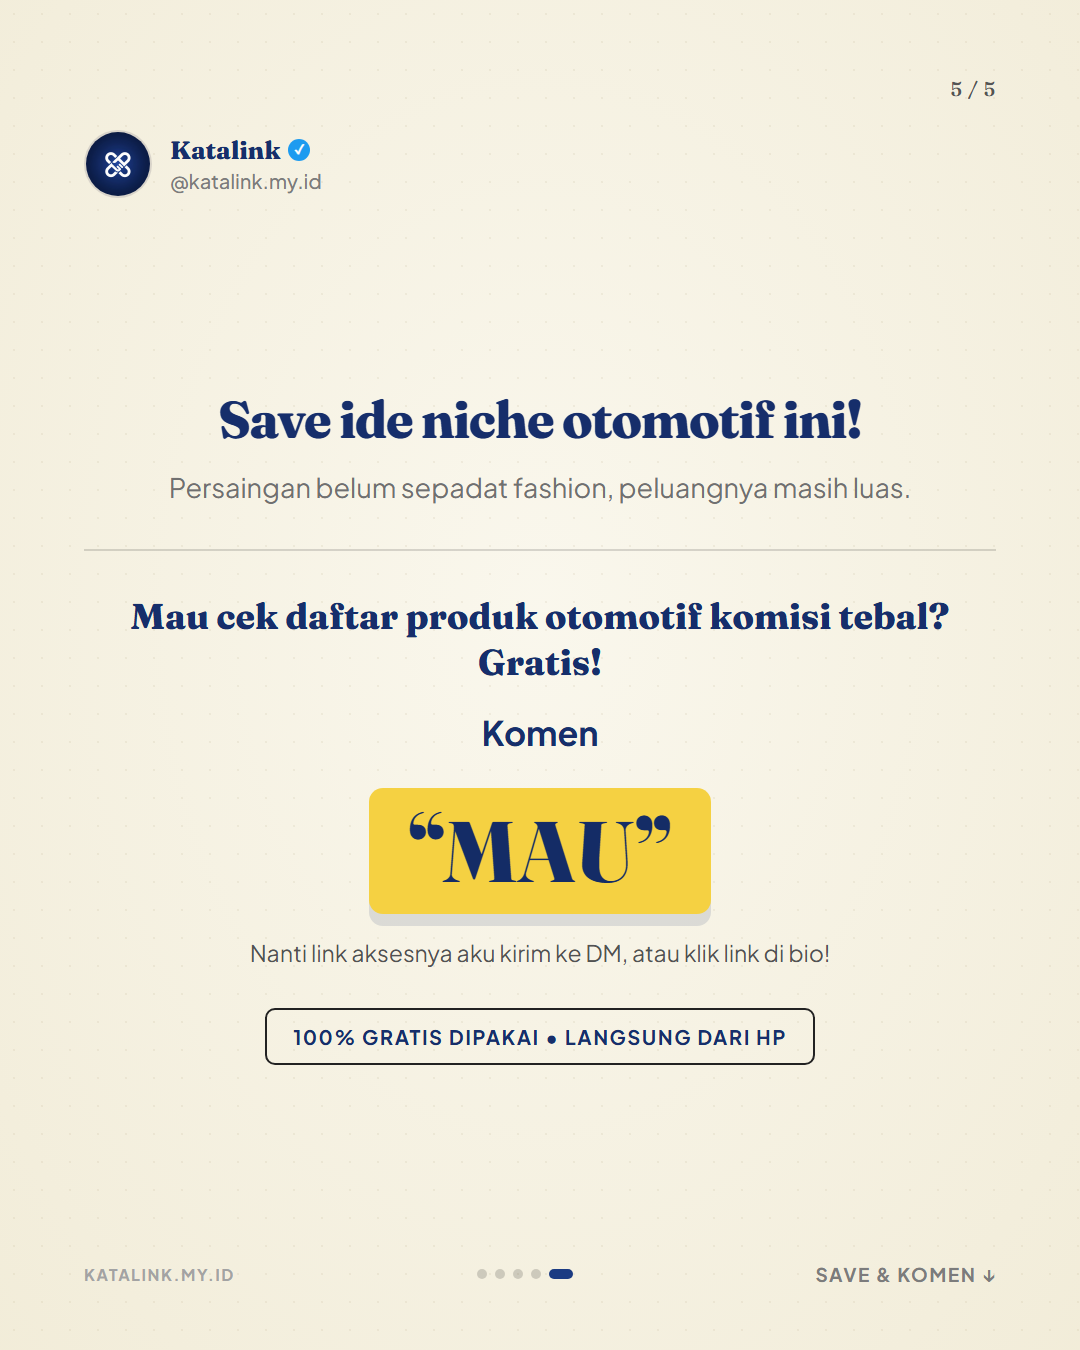 5 / 5
Katalink
@katalink.my.id
Save ide niche otomotif ini!
Persaingan belum sepadat fashion, peluangnya masih luas.
Mau cek daftar produk otomotif komisi tebal?
Gratis!
Komen
“MAU”
Nanti link aksesnya aku kirim ke DM, atau klik link di bio!
100% GRATIS DIPAKAI • LANGSUNG DARI HP
KATALINK.MY.ID
SAVE & KOMEN ↓